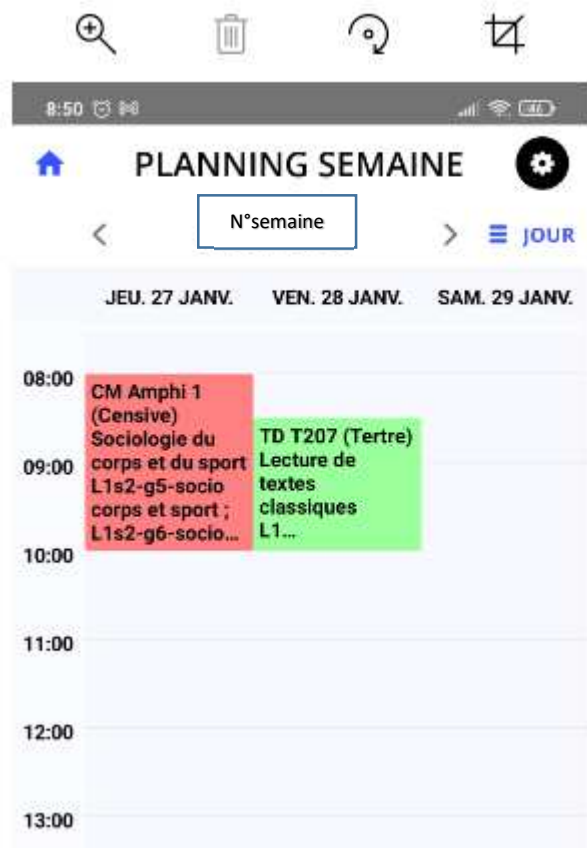 8:50
46
PLANNING SEMAINE
N°semaine
JOUR
JEU. 27 JANV. VEN. 28 JANV. SAM. 29 JANV.
08:00
CM Amphi 1
(Censive)
Sociologie du
corps et du sport
L1s2-g5-socio
corps et sport ;
L1s2-g6-socio...
TD T207 (Tertre)
Lecture de
textes
classiques
L1...
09:00
10:00
11:00
12:00
13:00